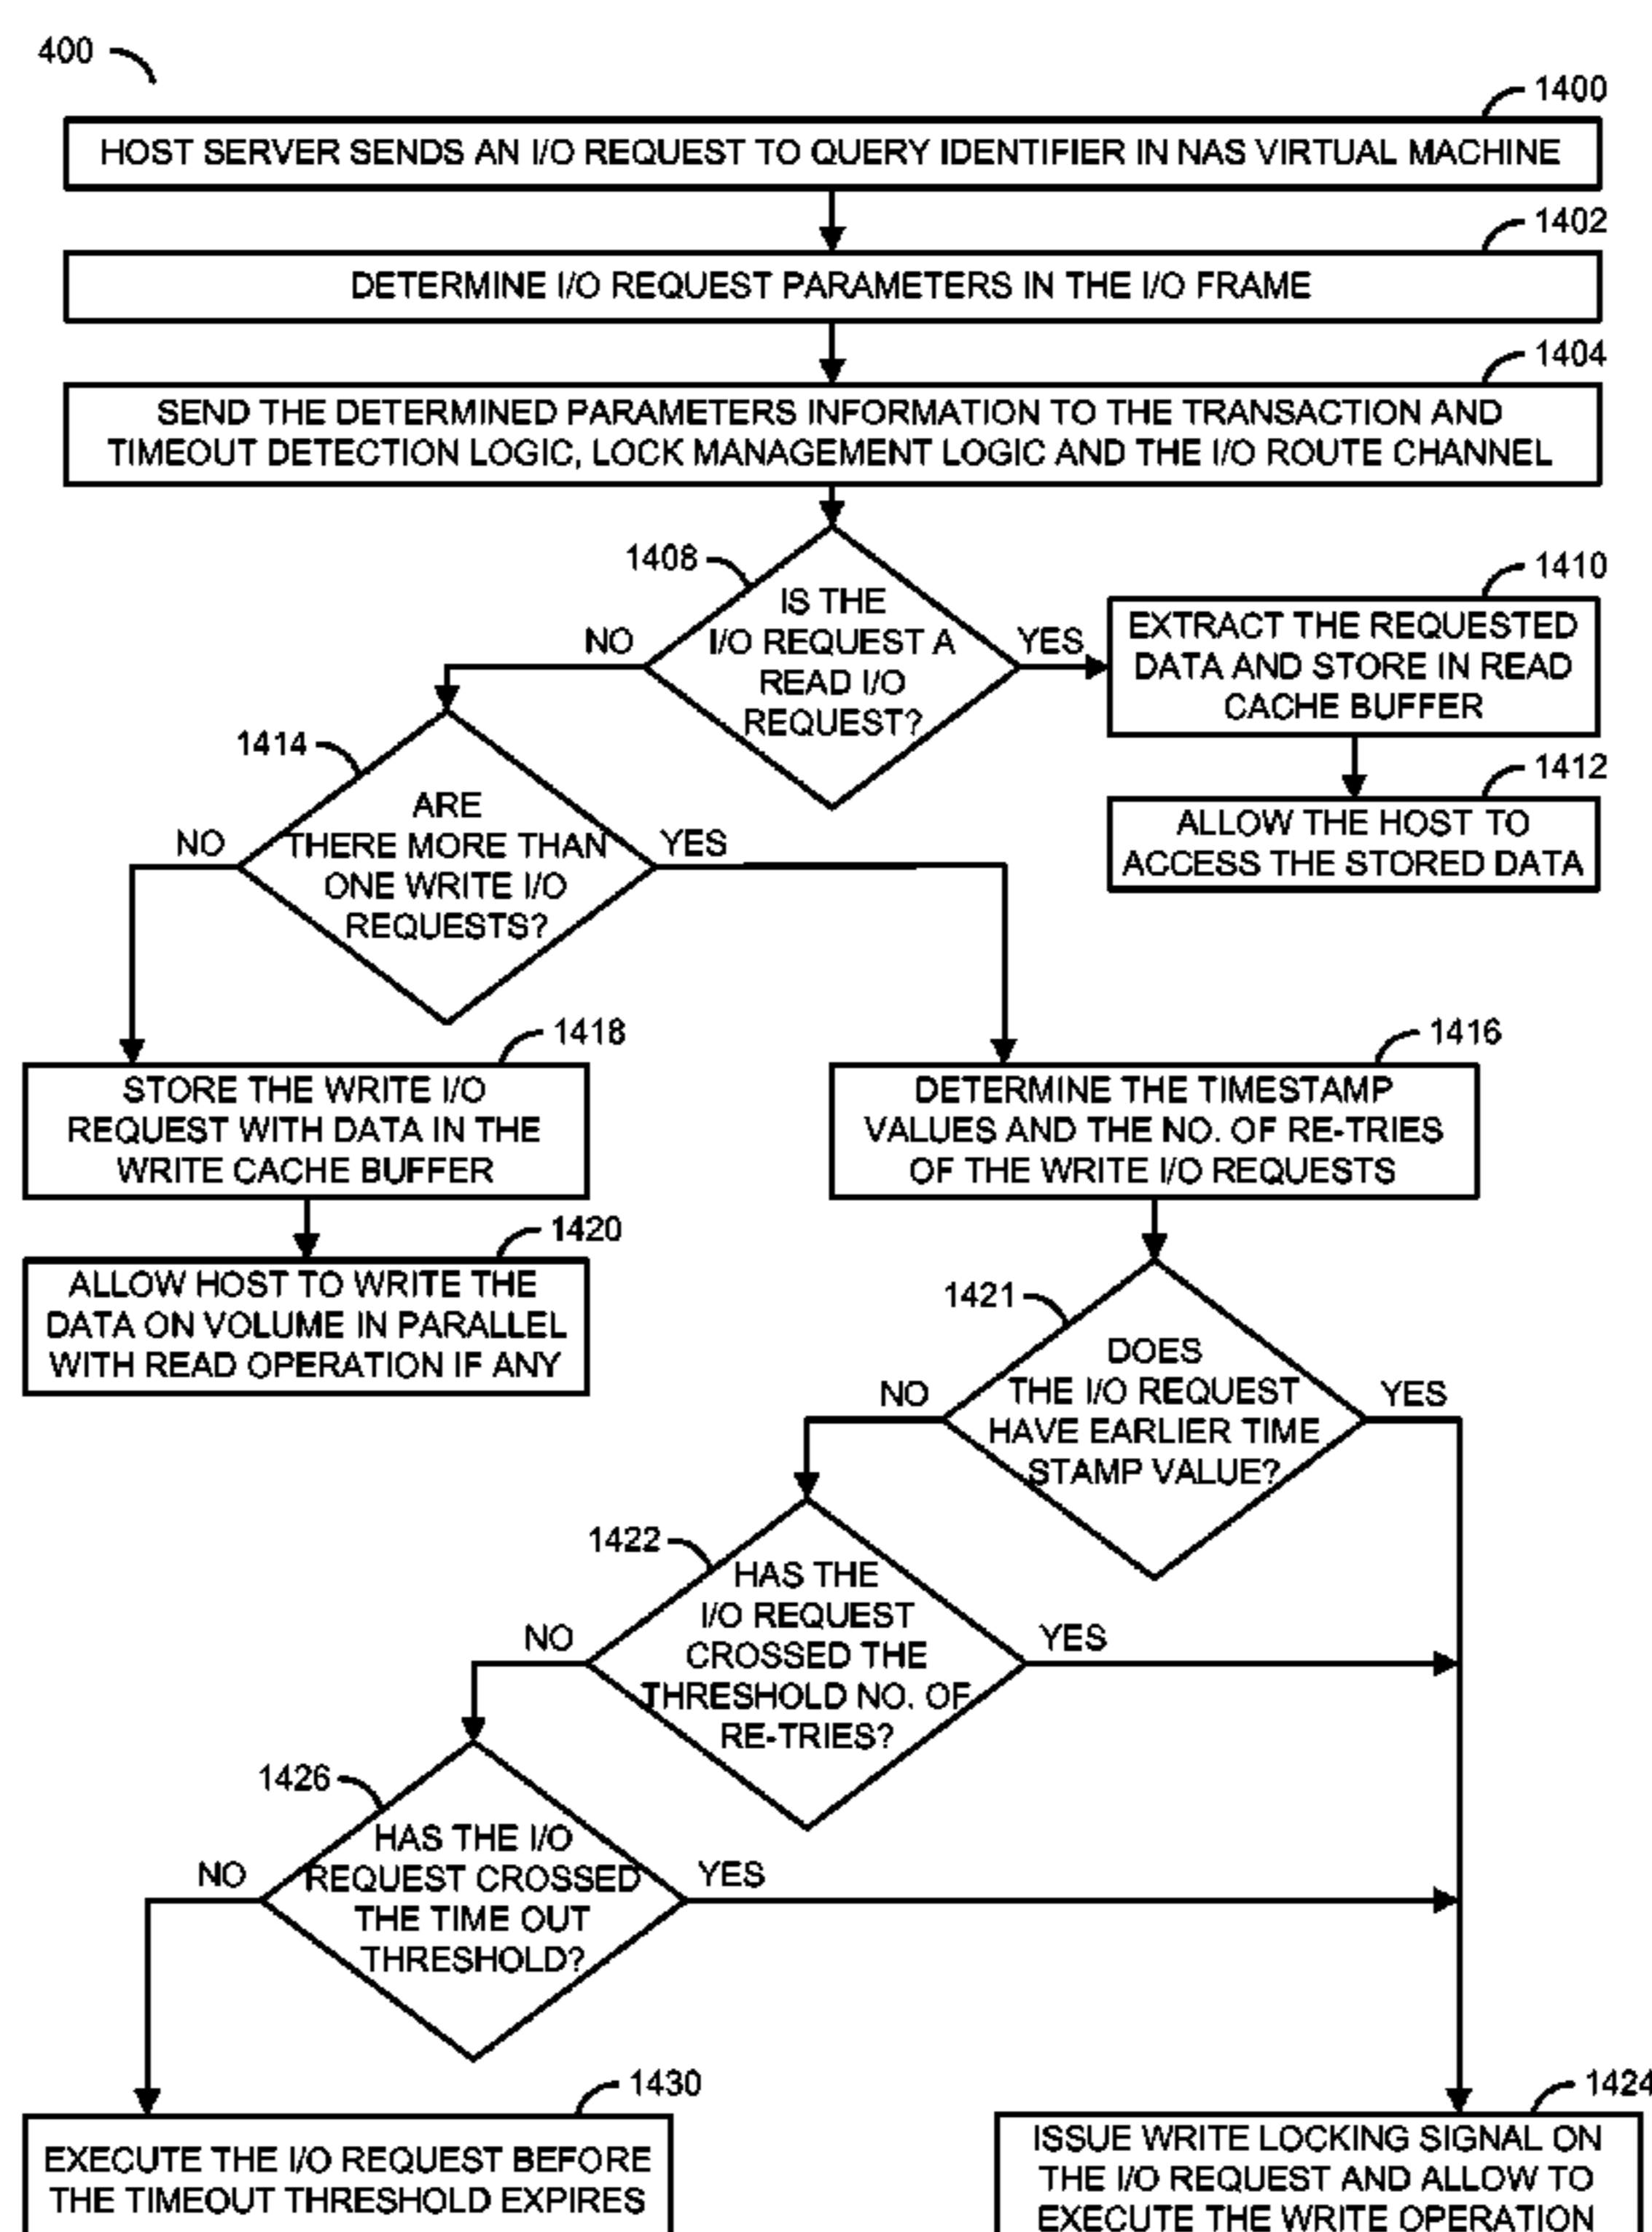 400
1400
HOST SERVER SENDS AN I/O REQUEST TO QUERY IDENTIFIER IN NAS VIRTUAL MACHINE
1402
DETERMINE I/O REQUEST PARAMETERS IN THE I/O FRAME
1404
SEND THE DETERMINED PARAMETERS INFORMATION TO THE TRANSACTION AND
TIMEOUT DETECTION LOGIC, LOCK MANAGEMENT LOGIC AND THE I/O ROUTE CHANNEL
1408
IS THE
I/O REQUEST A
READ I/O
REQUEST?
NO
YES
1410
EXTRACT THE REQUESTED
DATA AND STORE IN READ
CACHE BUFFER
1412
ALLOW THE HOST TO
ACCESS THE STORED DATA
1414
ARE
THERE MORE THAN
ONE WRITE I/O
REQUESTS?
NO
YES
1418
STORE THE WRITE I/O
REQUEST WITH DATA IN THE
WRITE CACHE BUFFER
1416
DETERMINE THE TIMESTAMP
VALUES AND THE NO. OF RE-TRIES
OF THE WRITE I/O REQUESTS
1420
ALLOW HOST TO WRITE THE
DATA ON VOLUME IN PARALLEL
WITH READ OPERATION IF ANY
1421
DOES
THE I/O REQUEST
HAVE EARLIER TIME
STAMP VALUE?
NO
YES
1422
HAS THE
I/O REQUEST
CROSSED THE
THRESHOLD NO. OF
RE-TRIES?
NO
YES
1426
HAS THE I/O
REQUEST CROSSED
THE TIME OUT
THRESHOLD?
NO
YES
1430
EXECUTE THE I/O REQUEST BEFORE
THE TIMEOUT THRESHOLD EXPIRES
1424
ISSUE WRITE LOCKING SIGNAL ON
THE I/O REQUEST AND ALLOW TO
EXECUTE THE WRITE OPERATION